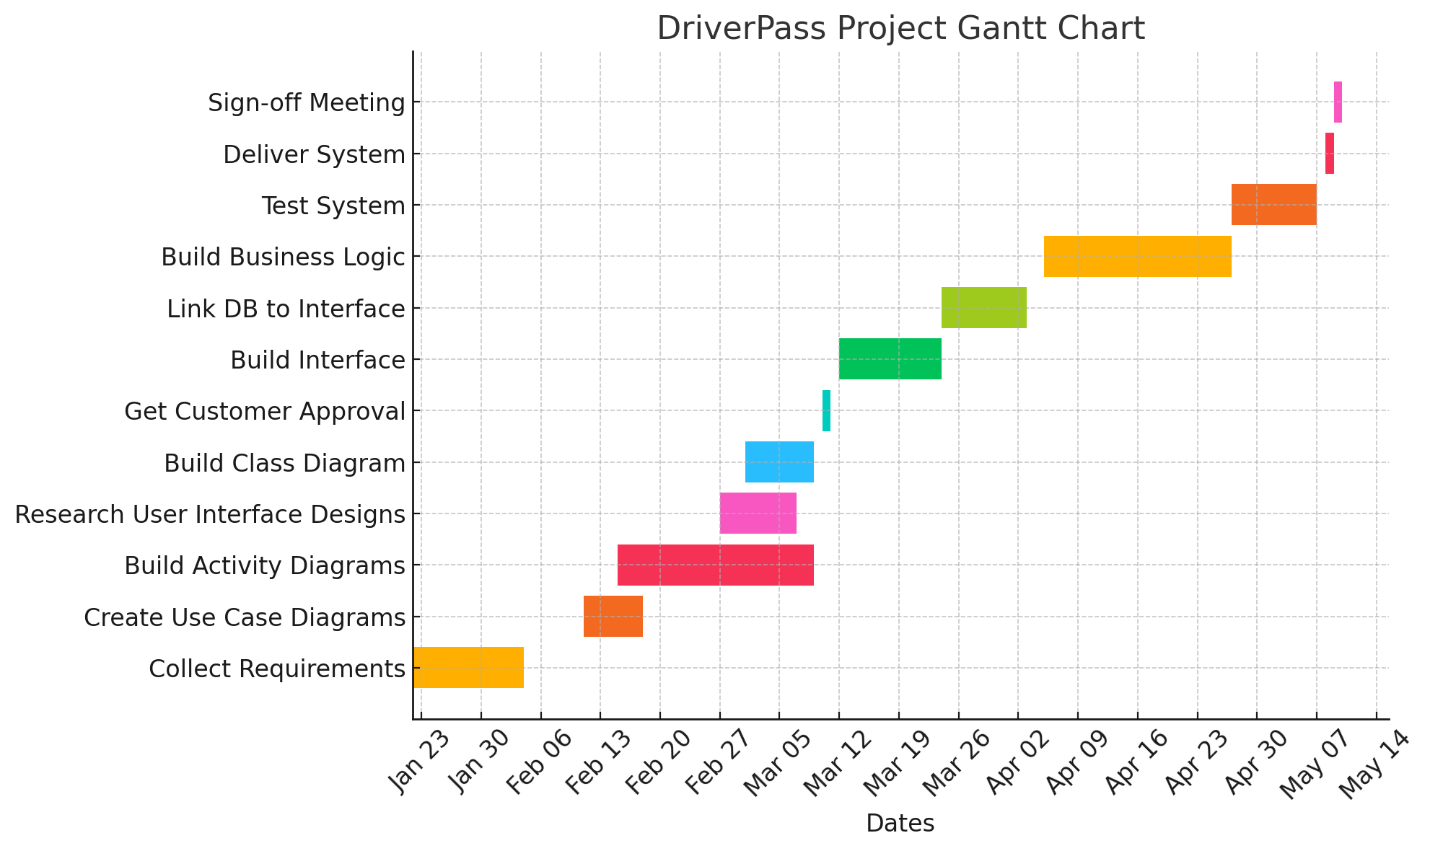 DriverPass Project Gantt Chart
Sign-off Meeting
Deliver System
Test System
Build Business Logic
Link DB to Interface
Build Interface
Get Customer Approval
Build Class Diagram
Research User Interface Designs
Build Activity Diagrams
Create Use Case Diagrams
Collect Requirements
Jan 23
Jan 30
Feb 06
Feb 13
Feb 20
Feb 27
Mar 05
Mar 12
Mar 19
Mar 26
Apr 02
Apr 09
Apr 16
Apr 23
Apr 30
May 07
May 14
Dates